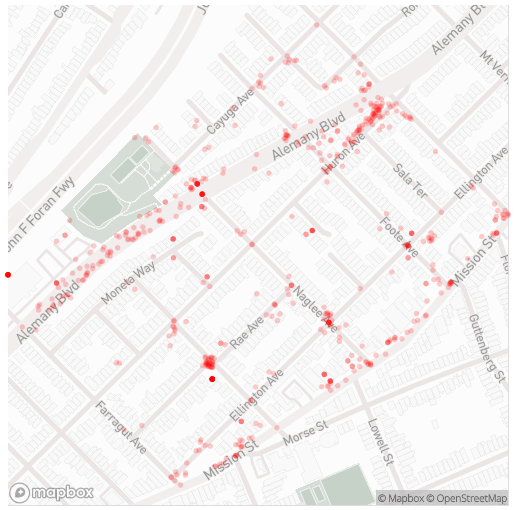 Ca
Ro
Alemany Blvd
Mt Vern
Cayuga Ave
Alemany Blvd
Huron Ave
Ellington Ave
Sala Ter
ohn F Foran Fwy
Foote Ave
Mission St
Moneta Way
Naglee Ave
Alemany Blvd
Rae Ave
Guttenberg St
Ellington Ave
Farragut Ave
Lowell St
Morse St
Mission St
mapbox
© Mapbox © OpenStreetMap